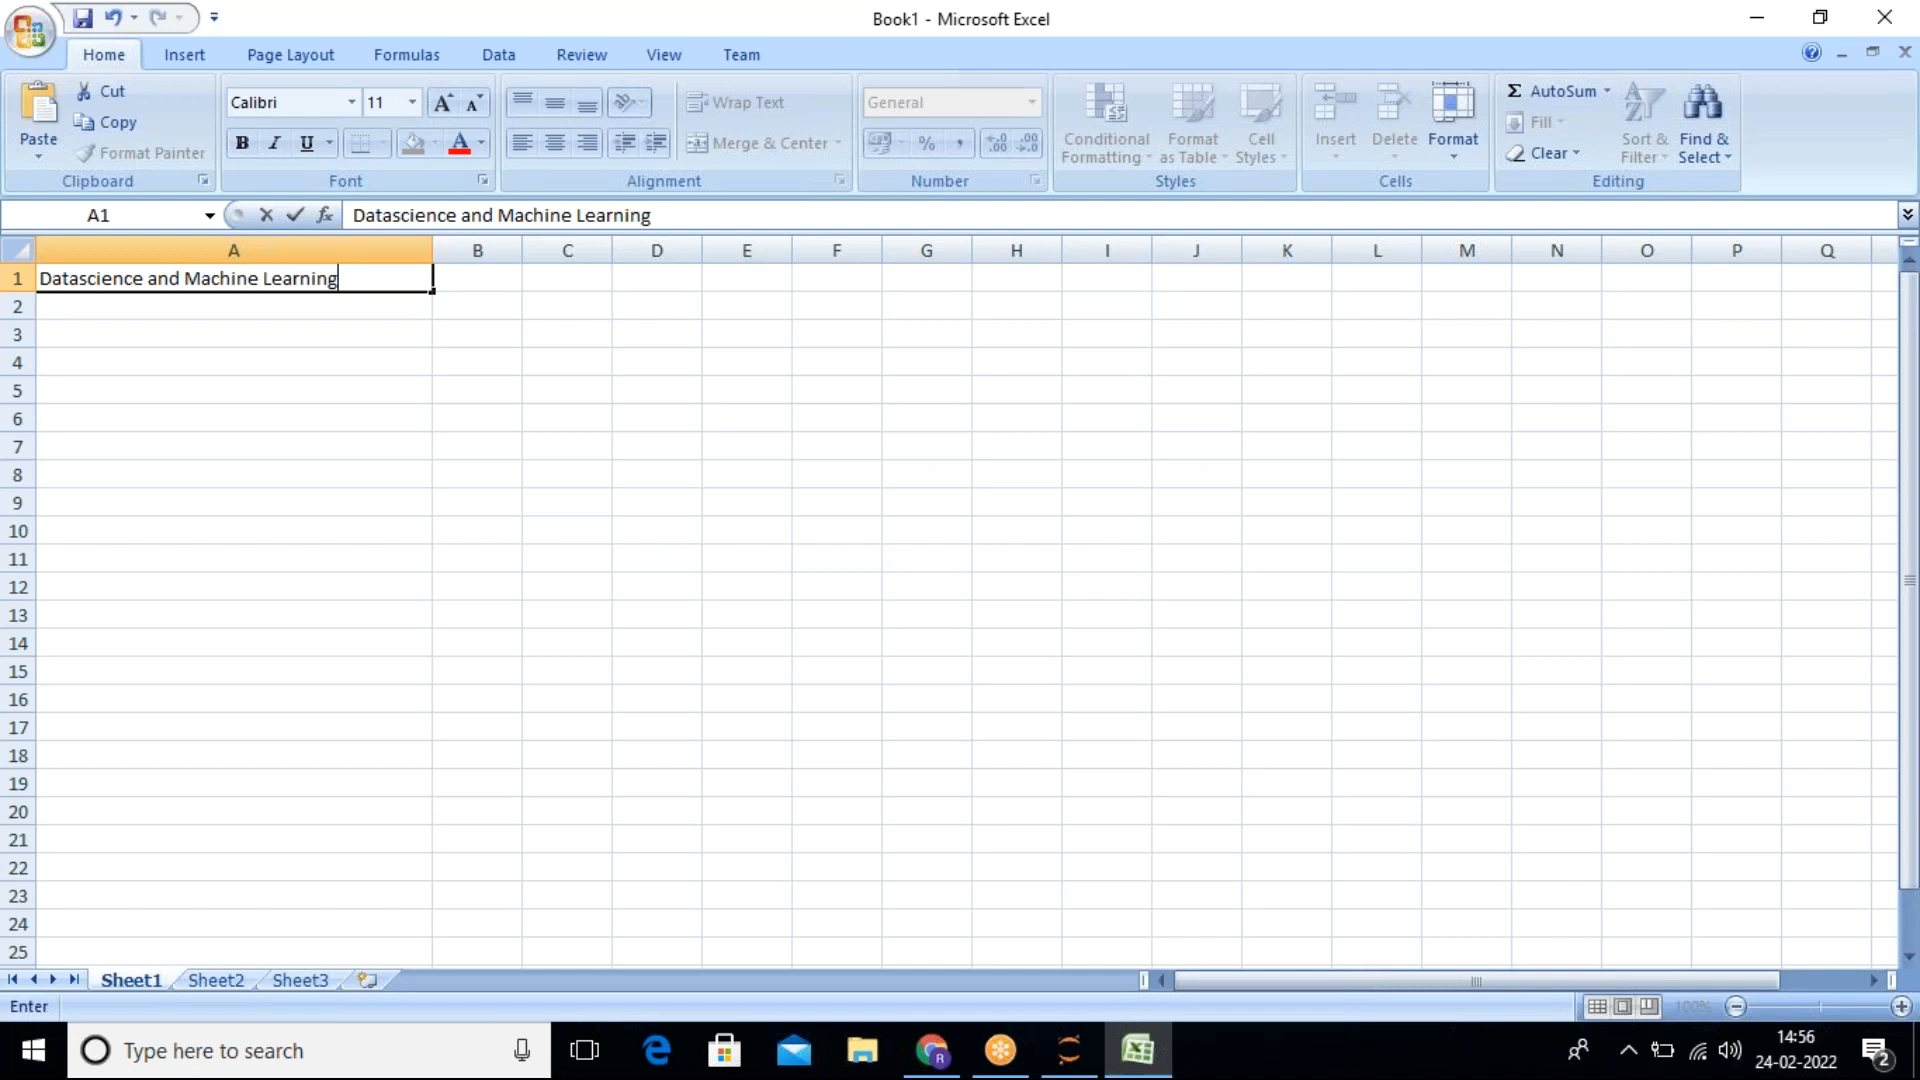 Book1 - Microsoft Excel
Home Insert Page Layout Formulas Data Review View Team
Paste
Cut
Copy
Format Painter
Clipboard
Calibri 11
B I U
Font
Wrap Text
Merge & Center
Alignment
General
Number
Conditional Formatting
Format as Table
Cell Styles
Styles
Insert Delete Format
Cells
Σ AutoSum
Fill
Clear
Sort & Filter
Find & Select
Editing
A1 fx Datascience and Machine Learning
A B C D E F G H I J K L M N O P Q
1 Datascience and Machine Learning
2
3
4
5
6
7
8
9
10
11
12
13
14
15
16
17
18
19
20
21
22
23
24
25
Sheet1 Sheet2 Sheet3
Enter 100%
Type here to search
14:56
24-02-2022
2